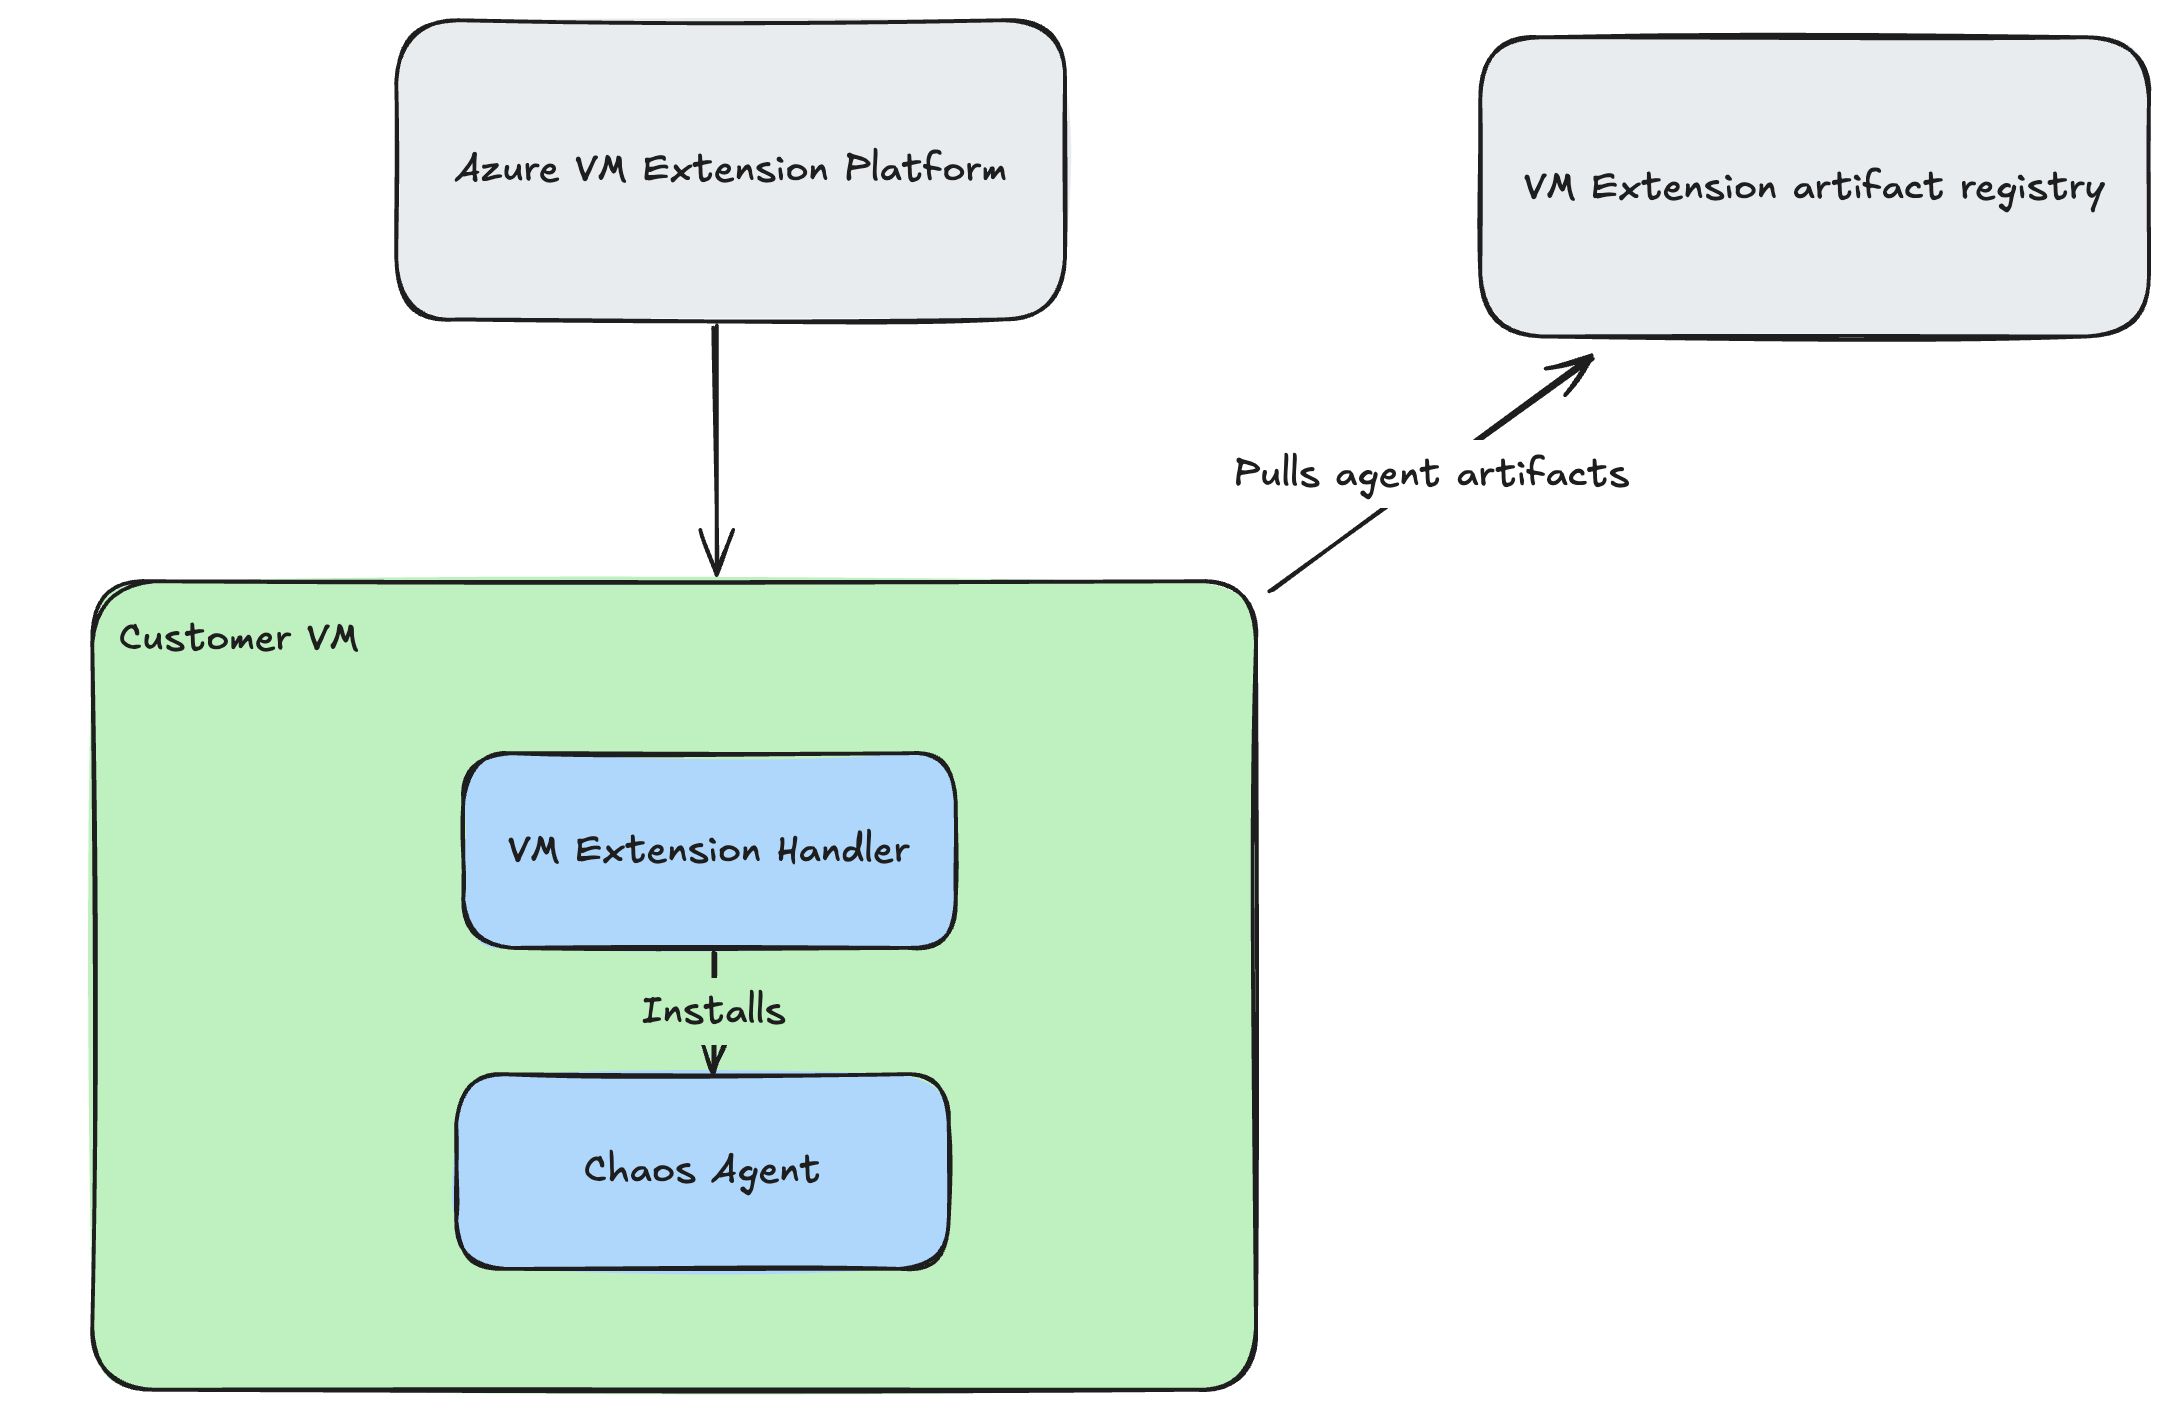 Azure VM Extension Platform
VM Extension artifact registry
Pulls agent artifacts
Customer VM
VM Extension Handler
Installs
Chaos Agent